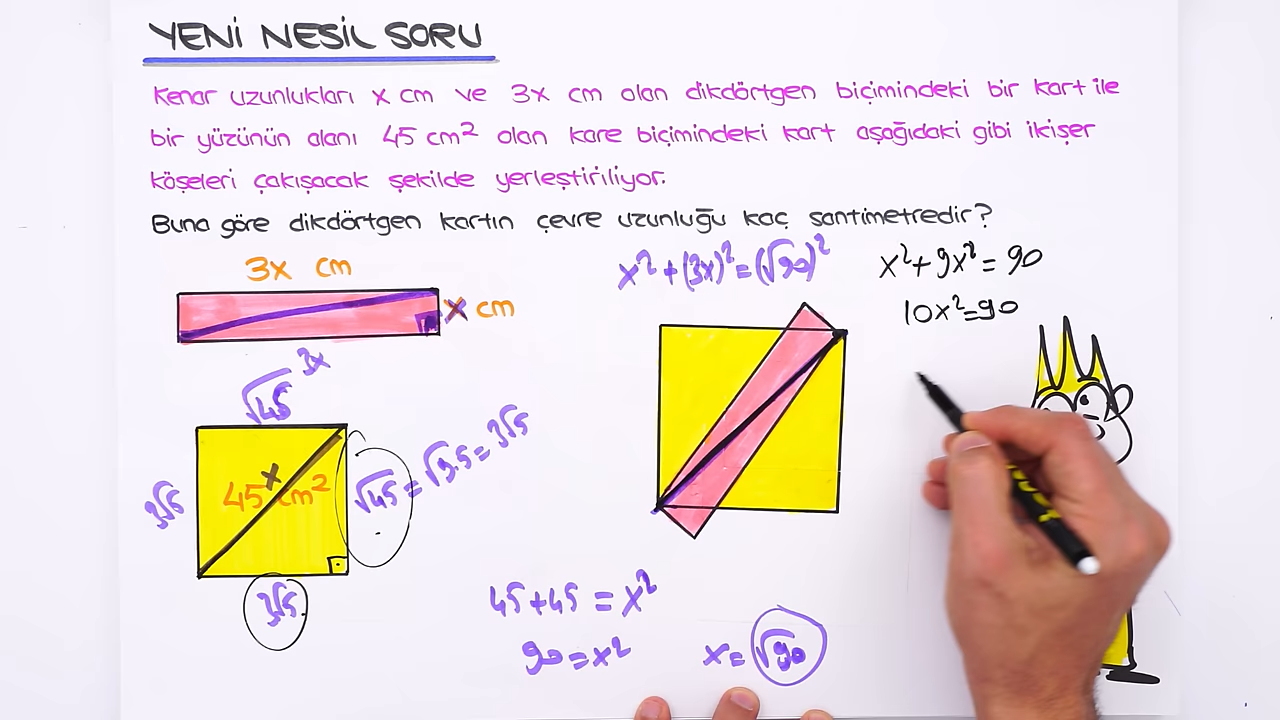 YENİ NESİL SORU
Kenar uzunlukları x cm ve 3x cm olan dikdörtgen biçimindeki bir kart ile
bir yüzünün alanı 45 cm² olan kare biçimindeki kart aşağıdaki gibi ikişer
köşeleri çakışacak şekilde yerleştiriliyor.
Buna göre dikdörtgen kartın çevre uzunluğu kaç santimetredir?
3x cm
x cm
3x
√45
3√5
x
45 cm²
√45 = √9.5 = 3√5
3√5
x²+(3x)²=(√90)²
x²+9x²=90
10x²=90
45+45 = x²
90=x²
x=√90